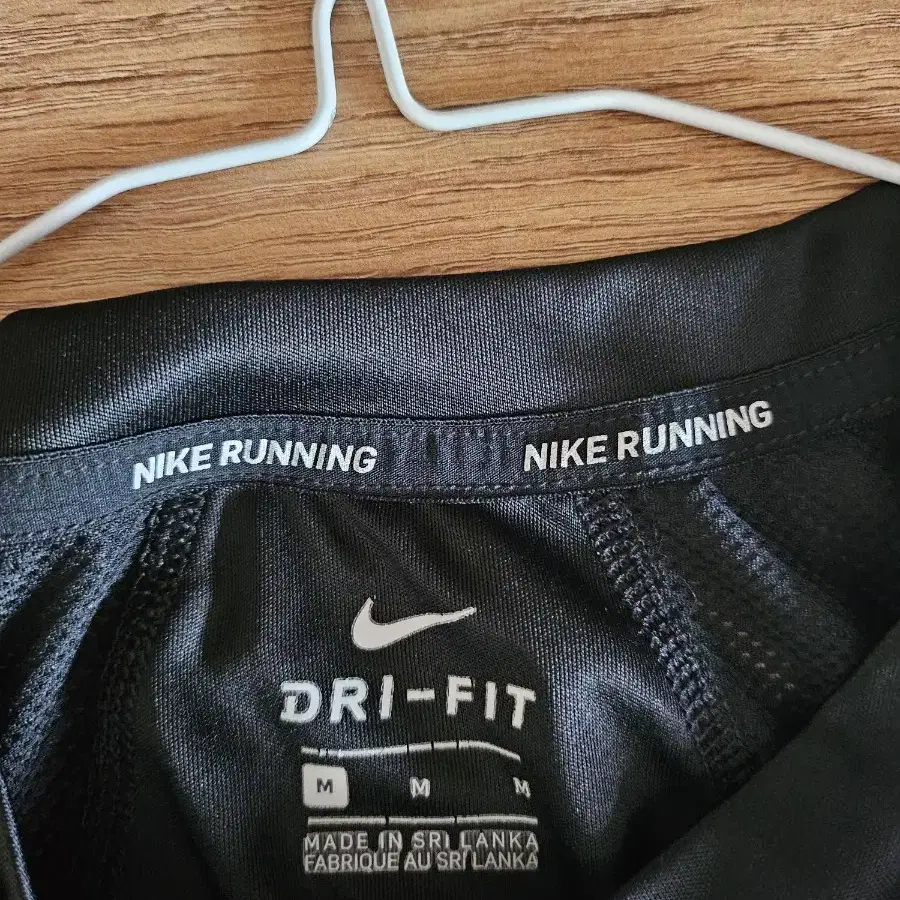 NIKE RUNNING NIKE RUNNING
DRI-FIT
M M M
MADE IN SRI LANKA
FABRIQUE AU SRI LANKA